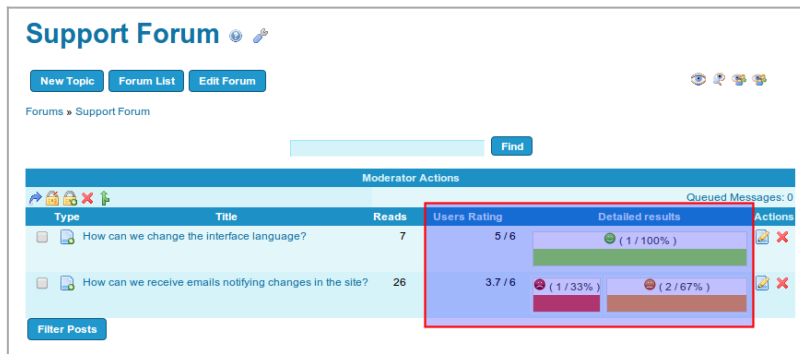 Support Forum
New Topic Forum List Edit Forum
Forums » Support Forum
Find
Moderator Actions
Queued Messages: 0
Type Title Reads Users Rating Detailed results Actions
How can we change the interface language? 7 5 / 6 ( 1 / 100% )
How can we receive emails notifying changes in the site? 26 3.7 / 6 ( 1 / 33% ) ( 2 / 67% )
Filter Posts